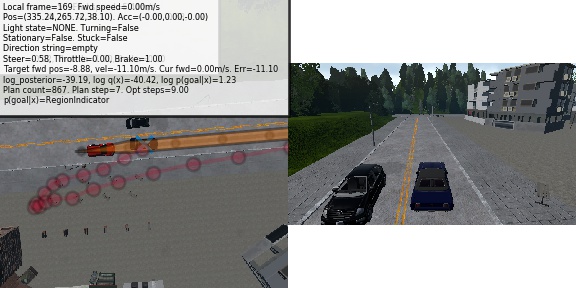 Local frame=169. Fwd speed=0.00m/s
Pos=(335.24,265.72,38.10). Acc=(-0.00,0.00,-0.00)
Light state=NONE. Turning=False
Stationary=False. Stuck=False
Direction string=empty
Steer=0.58, Throttle=0.00, Brake=1.00
Target fwd pos=-8.88, vel=-11.10m/s. Cur fwd=0.00m/s. Err=-11.10
log_posterior=-39.19, log q(x)=-40.42, log p(goal|x)=1.23
Plan count=867. Plan step=7. Opt steps=9.00
p(goal|x)=RegionIndicator